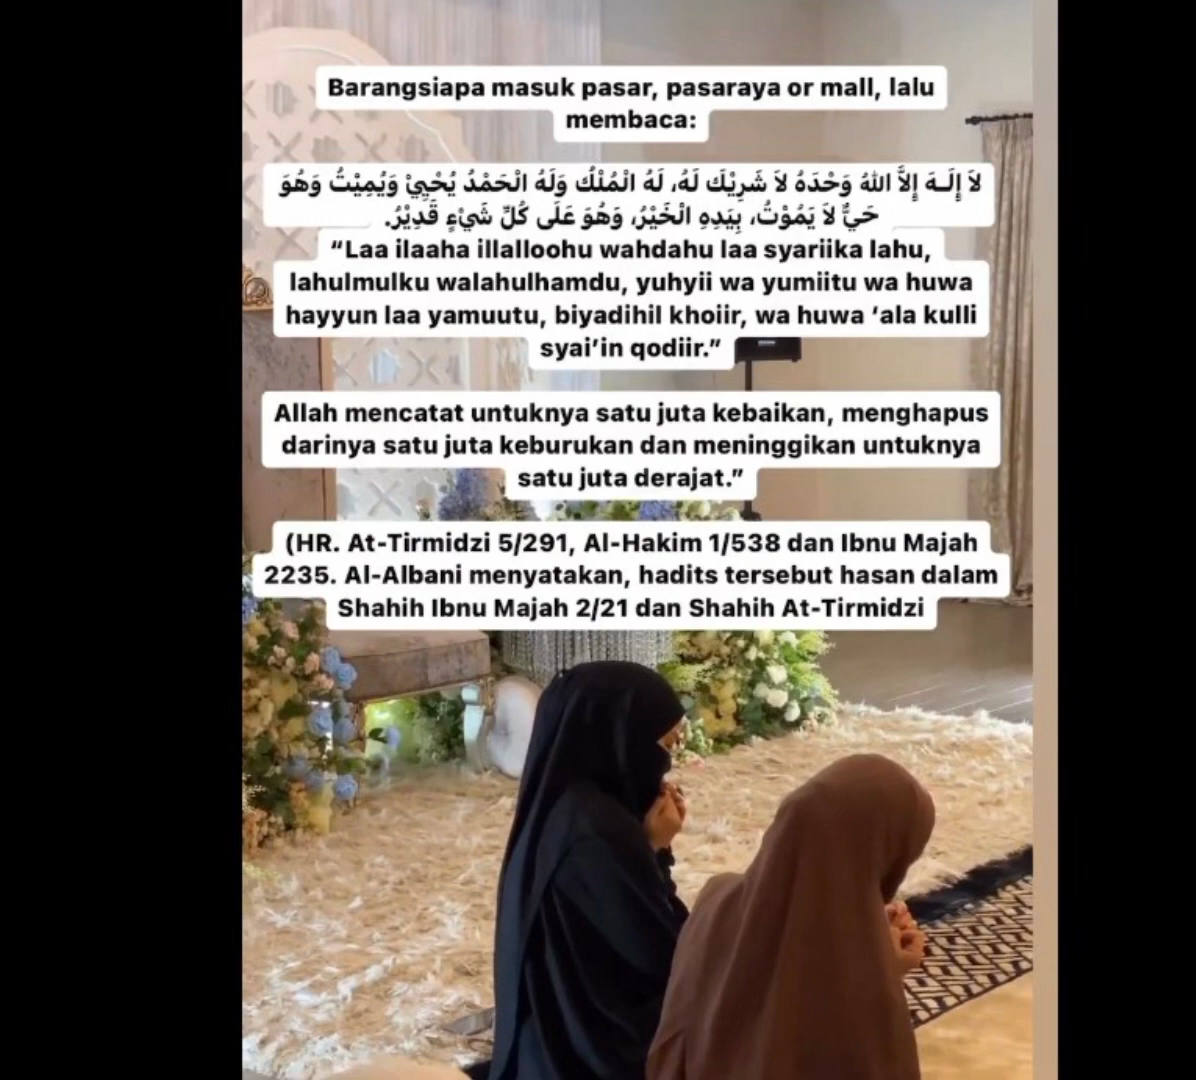 Barangsiapa masuk pasar, pasaraya or mall, lalu
membaca:
لاَ إِلَـهَ إِلاَّ اللهُ وَحْدَهُ لاَ شَرِيْكَ لَهُ، لَهُ الْمُلْكُ وَلَهُ الْحَمْدُ يُحْيِيْ وَيُمِيْتُ وَهُوَ
حَيٌّ لاَ يَمُوْتُ، بِيَدِهِ الْخَيْرُ، وَهُوَ عَلَى كُلِّ شَيْءٍ قَدِيْرُ.
“Laa ilaaha illalloohu wahdahu laa syariika lahu,
lahulmulku walahulhamdu, yuhyii wa yumiitu wa huwa
hayyun laa yamuutu, biyadihil khoiir, wa huwa ‘ala kulli
syai’in qodiir.”
Allah mencatat untuknya satu juta kebaikan, menghapus
darinya satu juta keburukan dan meninggikan untuknya
satu juta derajat.”
(HR. At-Tirmidzi 5/291, Al-Hakim 1/538 dan Ibnu Majah
2235. Al-Albani menyatakan, hadits tersebut hasan dalam
Shahih Ibnu Majah 2/21 dan Shahih At-Tirmidzi